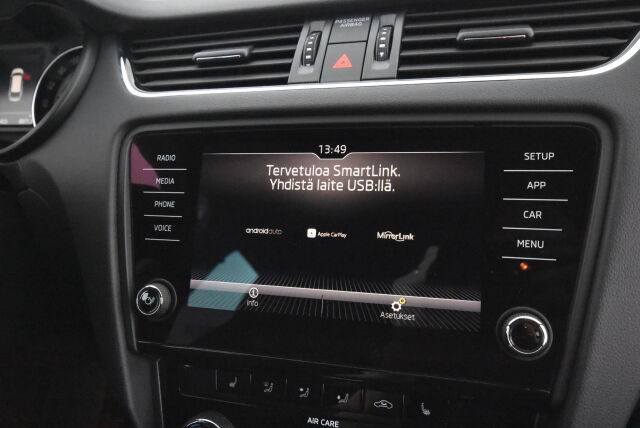 PASSENGER
AIRBAG
13:49
RADIO
MEDIA
PHONE
VOICE
Tervetuloa SmartLink.
Yhdistä laite USB:llä.
androidauto
Apple CarPlay
MirrorLink
Info
Asetukset
SETUP
APP
CAR
MENU
AIR CARE